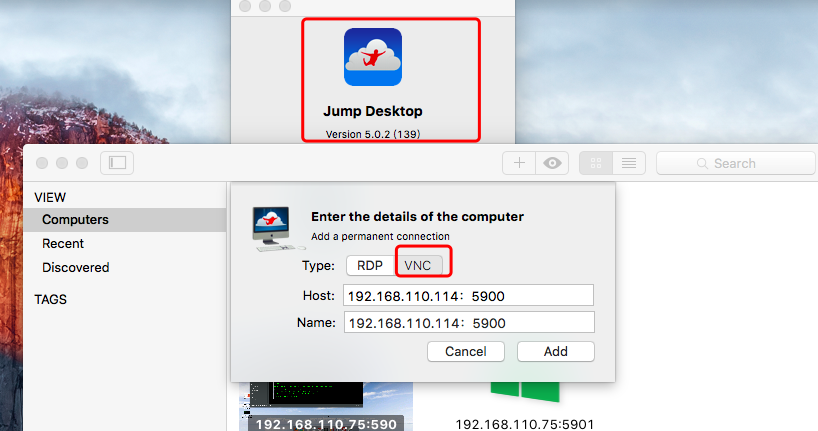 Jump Desktop
Version 5.0.2 (139)
Search
VIEW
Computers
Recent
Discovered
TAGS
Enter the details of the computer
Add a permanent connection
Type: RDP VNC
Host: 192.168.110.114：5900
Name: 192.168.110.114：5900
Cancel Add
192.168.110.75:590 192.168.110.75:5901